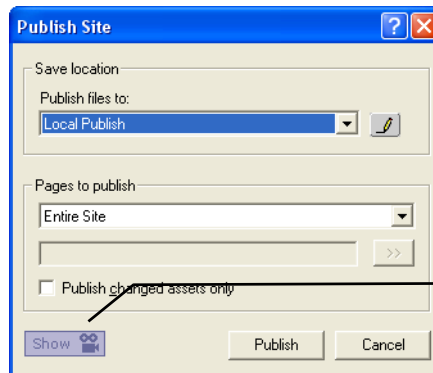 Publish Site
Save location
Publish files to:
Local Publish
Pages to publish
Entire Site
>>
Publish changed assets only
Show
Publish
Cancel